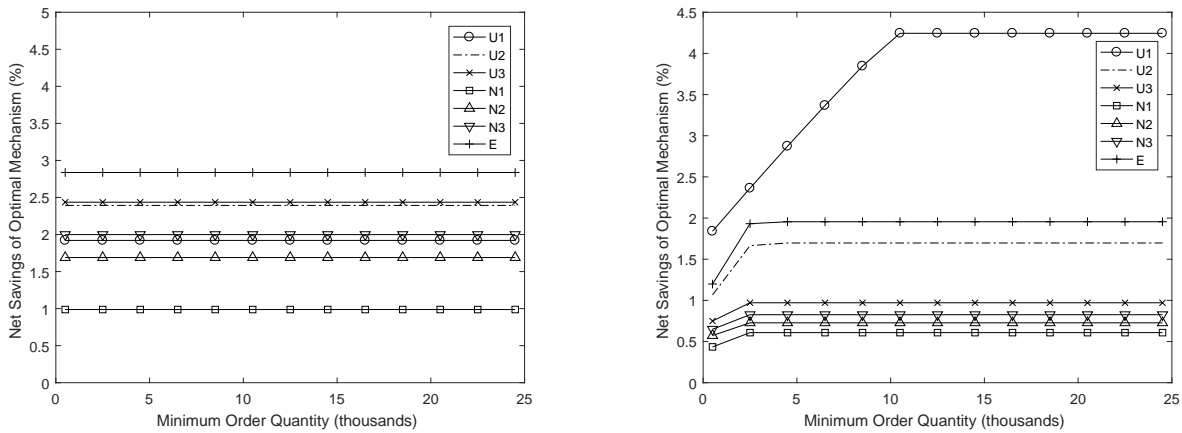 5
4.5
4
3.5
3
2.5
2
1.5
1
0.5
0
Net Savings of Optimal Mechanism (%)
U1
U2
U3
N1
N2
N3
E
0 5 10 15 20 25
Minimum Order Quantity (thousands)
4.5
4
3.5
3
2.5
2
1.5
1
0.5
0
Net Savings of Optimal Mechanism (%)
U1
U2
U3
N1
N2
N3
E
0 5 10 15 20 25
Minimum Order Quantity (thousands)